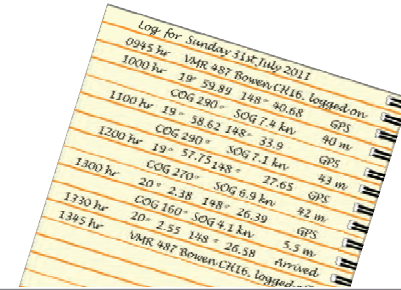 Log for Sunday 31st July 2011
0945 hr VMR 487 Bowen CH16, logged on
1000 hr 19° 59.89 148° 40.68 GPS
COG 290° SOG 7.4 kn 40 m
1100 hr 19° 58.62 148° 33.9 GPS
COG 290° SOG 7.1 kn 43 m
1200 hr 19° 57.75 148° 27.65 GPS
COG 270° SOG 6.9 kn 42 m
1300 hr 20° 2.38 148° 26.39 GPS
COG 160° SOG 4.1 kn 5.5 m
1330 hr 20° 2.55 148° 26.58 Arrived
1345 hr VMR 487 Bowen CH16, logged